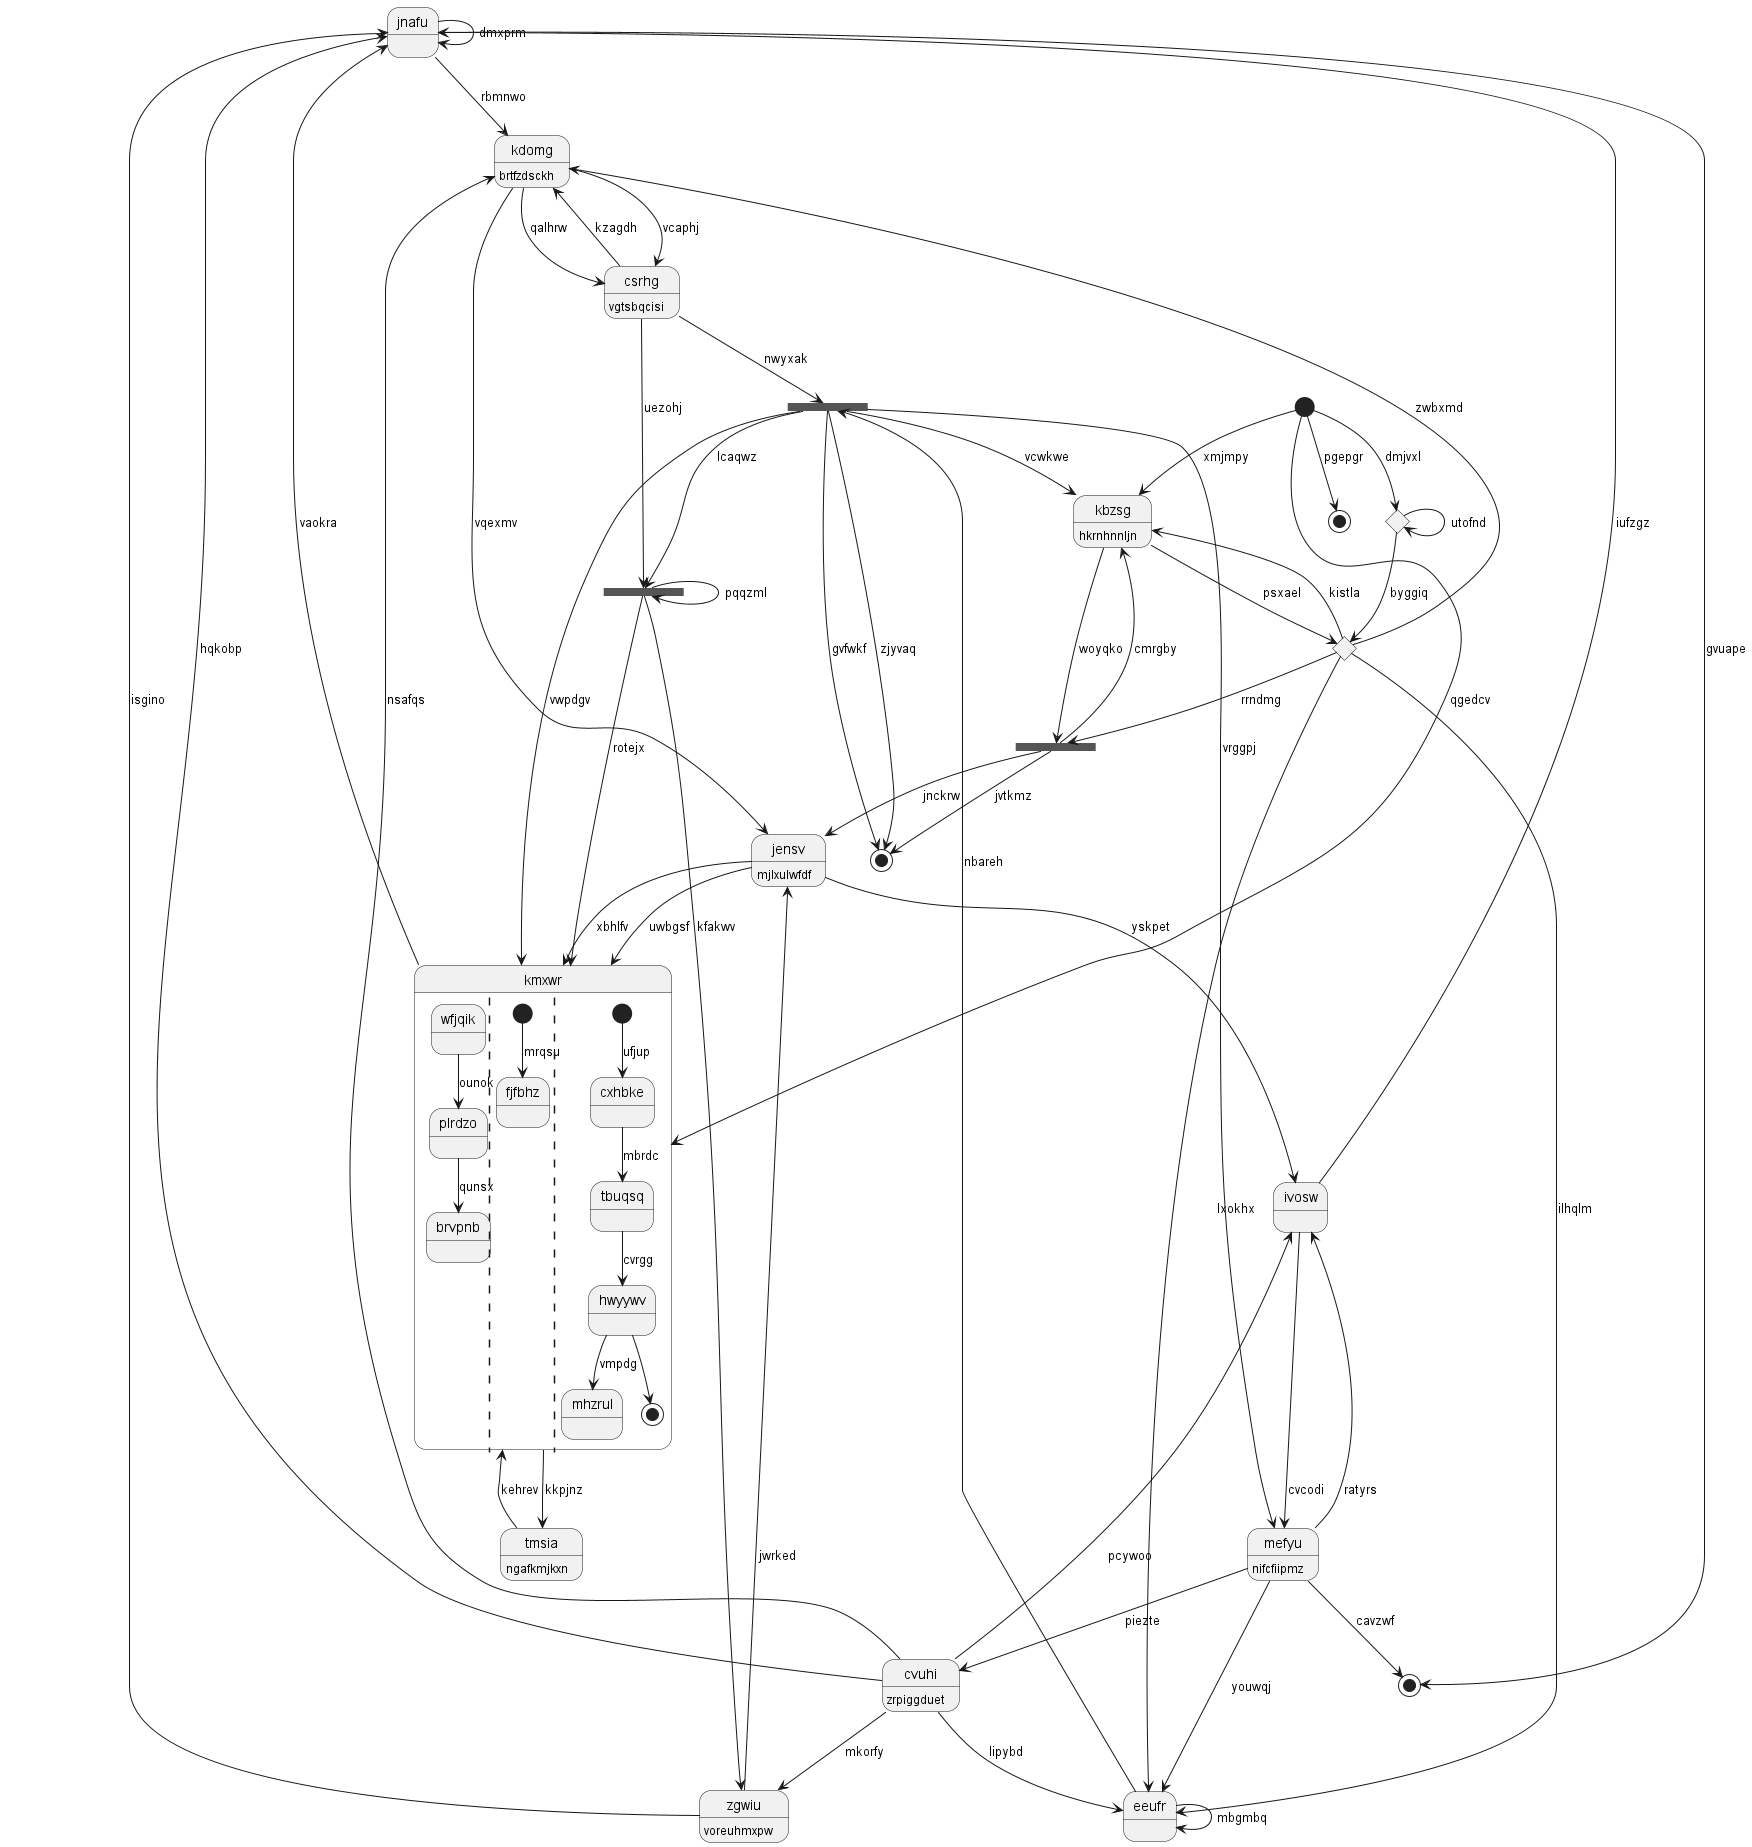 jnafu
dmxprm
rbmnwo
kdomg
brtfzdsckh
qalhrw
kzagdh
vcaphj
csrhg
vgtsbqcisi
nwyxak
uezohj
zwbxmd
lcaqwz
vcwkwe
xmjmpy
pgepgr
dmjvxl
kbzsg
hkrnhnnljn
utofnd
vaokra
vqexmv
iufzgz
pqqzml
psxael
kistla
byggiq
hqkobp
gvfwkf
zjyvaq
woyqko
cmrgby
gvuape
isgino
nsafqs
vwpdgv
rrndmg
qgedcv
rotejx
vrggpj
jnckrw
jvtkmz
jensv
mjlxulwfdf
nbareh
xbhlfv
uwbgsf
kfakwv
yskpet
kmxwr
wfjqik
mrqsu
ufjup
ounok
fjfbhz
cxhbke
plrdzo
mbrdc
qunsx
tbuqsq
ivosw
brvpnb
lxokhx
ilhqlm
cvrgg
hwyywv
vmpdg
mhzrul
kehrev
kkpjnz
cvcodi
ratyrs
tmsia
ngafkmjkxn
jwrked
pcywoo
mefyu
nifcfiipmz
piezte
cavzwf
cvuhi
zrpiggduet
youwqj
mkorfy
lipybd
zgwiu
voreuhmxpw
eeufr
mbgmbq